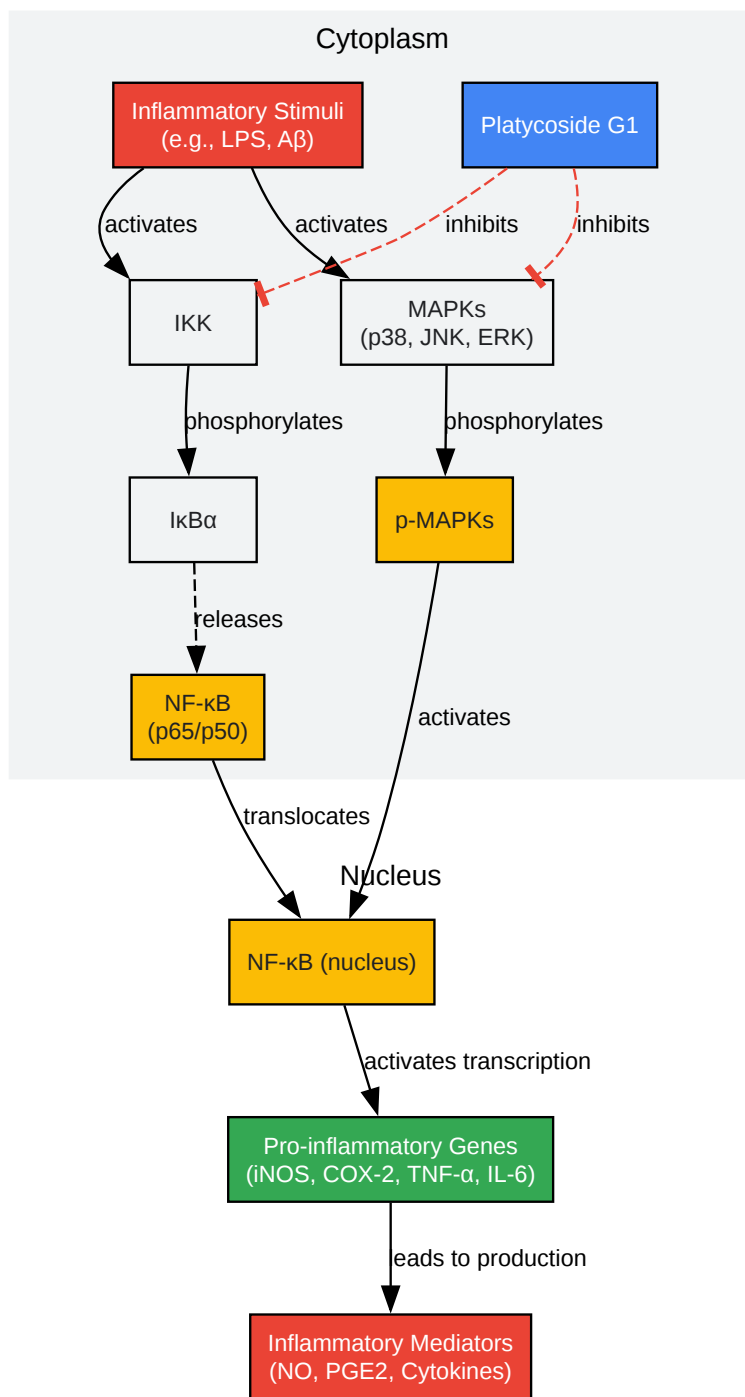 Cytoplasm
Inflammatory Stimuli
(e.g., LPS, Aβ)
Platycoside G1
activates
activates
inhibits
inhibits
IKK
MAPKs
(p38, JNK, ERK)
phosphorylates
phosphorylates
IκBα
p-MAPKs
releases
NF-κB
(p65/p50)
activates
translocates
Nucleus
NF-κB (nucleus)
activates transcription
Pro-inflammatory Genes
(iNOS, COX-2, TNF-α, IL-6)
leads to production
Inflammatory Mediators
(NO, PGE2, Cytokines)